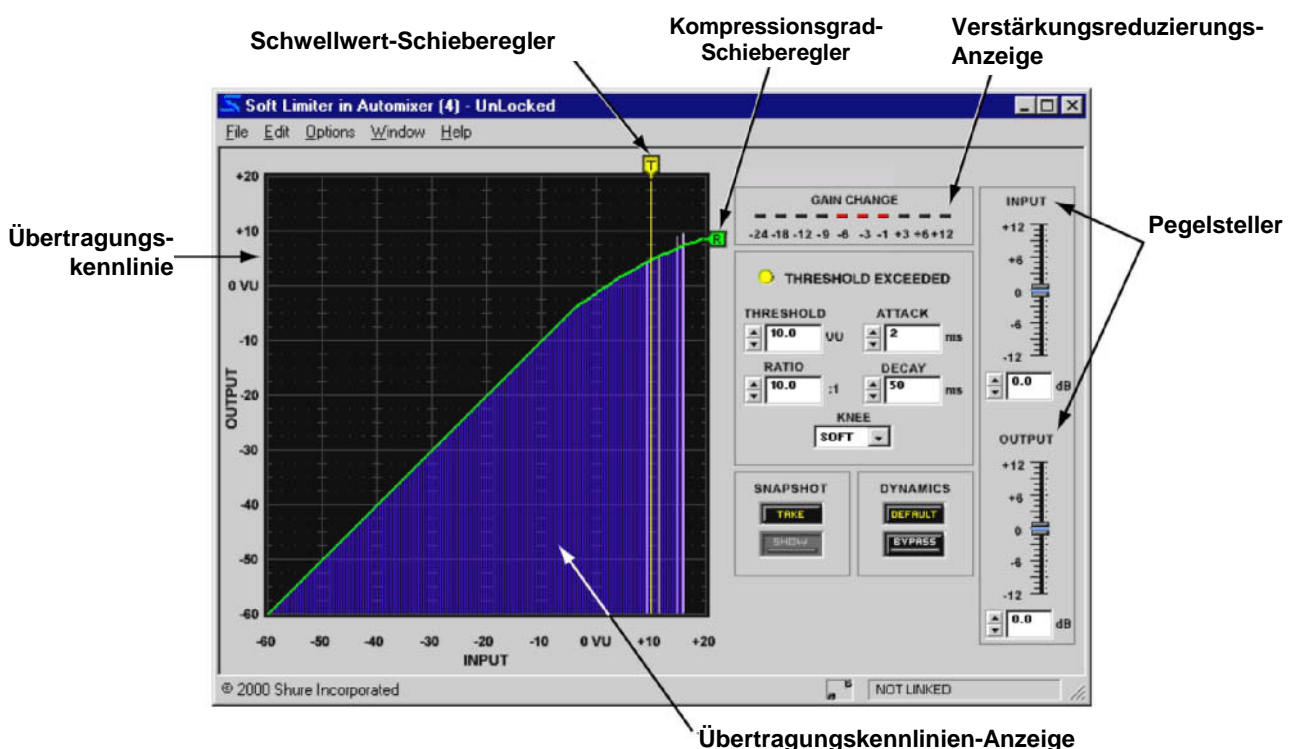 Schwellwert-Schieberegler
Kompressionsgrad-
Schieberegler
Verstärkungsreduzierungs-
Anzeige
Soft Limiter in Automixer (4) - UnLocked
File Edit Options Window Help
Übertragungs-
kennlinie
Pegelsteller
T
R
+20
+10
0 VU
-10
-20
-30
-40
-50
-60
OUTPUT
-60 -50 -40 -30 -20 -10 0 VU +10 +20
INPUT
GAIN CHANGE
-24 -18 -12 -9 -6 -3 -1 +3 +6 +12
THRESHOLD EXCEEDED
THRESHOLD ATTACK
10.0 VU 2 ms
RATIO DECAY
10.0 :1 50 ms
KNEE
SOFT
SNAPSHOT
TAKE
SHOW
DYNAMICS
DEFAULT
BYPASS
INPUT
+12
+6
0
-6
-12
0.0 dB
OUTPUT
+12
+6
0
-6
-12
0.0 dB
© 2000 Shure Incorporated
NOT LINKED
Übertragungskennlinien-Anzeige